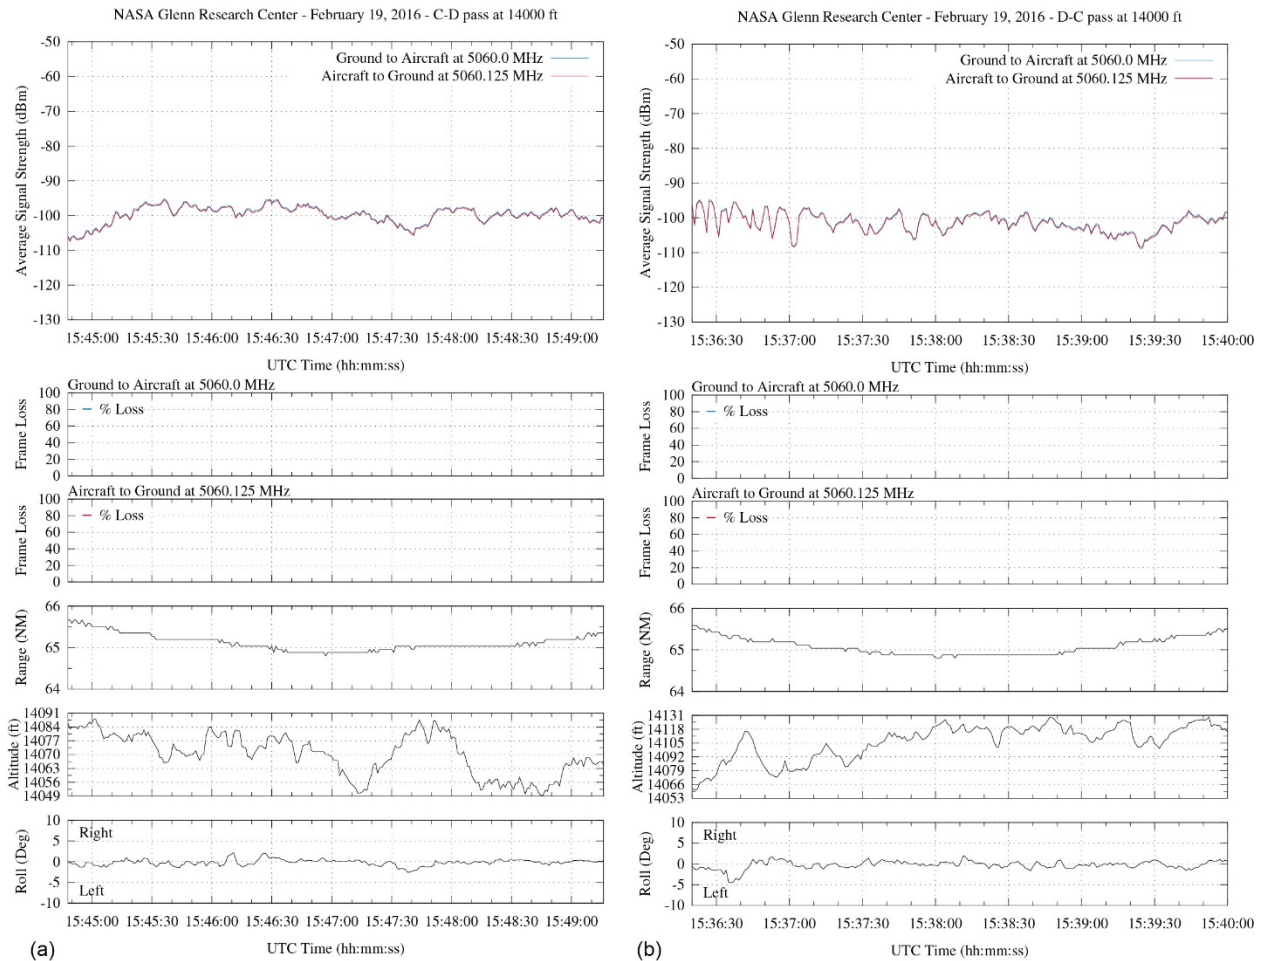 NASA Glenn Research Center - February 19, 2016 - C-D pass at 14000 ft
Ground to Aircraft at 5060.0 MHz
Aircraft to Ground at 5060.125 MHz
Average Signal Strength (dBm)
-50
-60
-70
-80
-90
-100
-110
-120
-130
15:45:00 15:45:30 15:46:00 15:46:30 15:47:00 15:47:30 15:48:00 15:48:30 15:49:00
UTC Time (hh:mm:ss)
Ground to Aircraft at 5060.0 MHz
Frame Loss
100
80
60
40
20
0
% Loss
Aircraft to Ground at 5060.125 MHz
Frame Loss
100
80
60
40
20
0
% Loss
Range (NM)
66
65
64
Altitude (ft)
14091
14084
14077
14070
14063
14056
14049
Roll (Deg)
10
5
0
-5
-10
Right
Left
15:45:00 15:45:30 15:46:00 15:46:30 15:47:00 15:47:30 15:48:00 15:48:30 15:49:00
UTC Time (hh:mm:ss)
(a)
NASA Glenn Research Center - February 19, 2016 - D-C pass at 14000 ft
Ground to Aircraft at 5060.0 MHz
Aircraft to Ground at 5060.125 MHz
Average Signal Strength (dBm)
-50
-60
-70
-80
-90
-100
-110
-120
-130
15:36:30 15:37:00 15:37:30 15:38:00 15:38:30 15:39:00 15:39:30 15:40:00
UTC Time (hh:mm:ss)
Ground to Aircraft at 5060.0 MHz
Frame Loss
100
80
60
40
20
0
% Loss
Aircraft to Ground at 5060.125 MHz
Frame Loss
100
80
60
40
20
0
% Loss
Range (NM)
66
65
64
Altitude (ft)
14131
14118
14105
14092
14079
14066
14053
Roll (Deg)
10
5
0
-5
-10
Right
Left
15:36:30 15:37:00 15:37:30 15:38:00 15:38:30 15:39:00 15:39:30 15:40:00
UTC Time (hh:mm:ss)
(b)